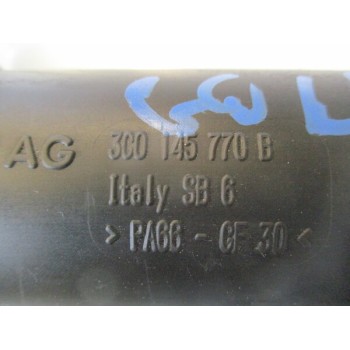 AG 3C0 145 770 B
Italy SB 6
> PA66 - GF 30 <